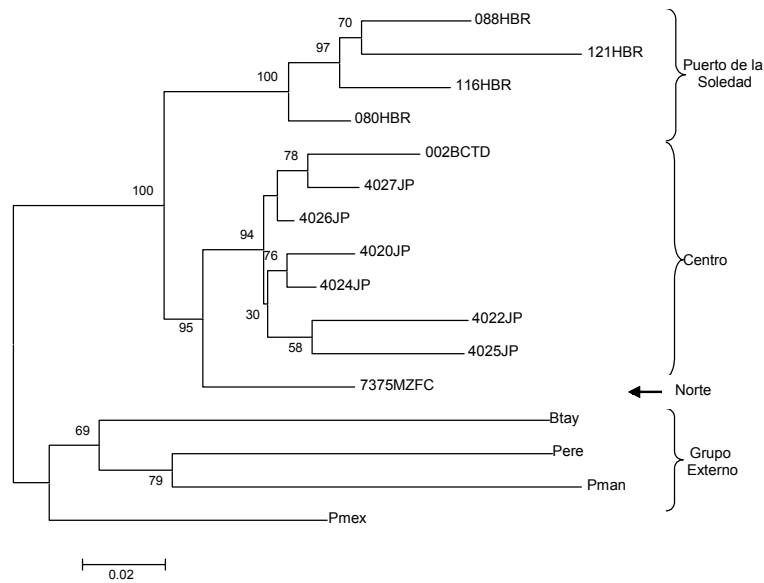 088HBR
70
121HBR
97
116HBR
100
080HBR
Puerto de la
Soledad
002BCTD
78
4027JP
4026JP
94
4020JP
76
4024JP
30
4022JP
58
4025JP
Centro
100
95
7375MZFC
Norte
Btay
69
Pere
79
Pman
Pmex
Grupo
Externo
0.02